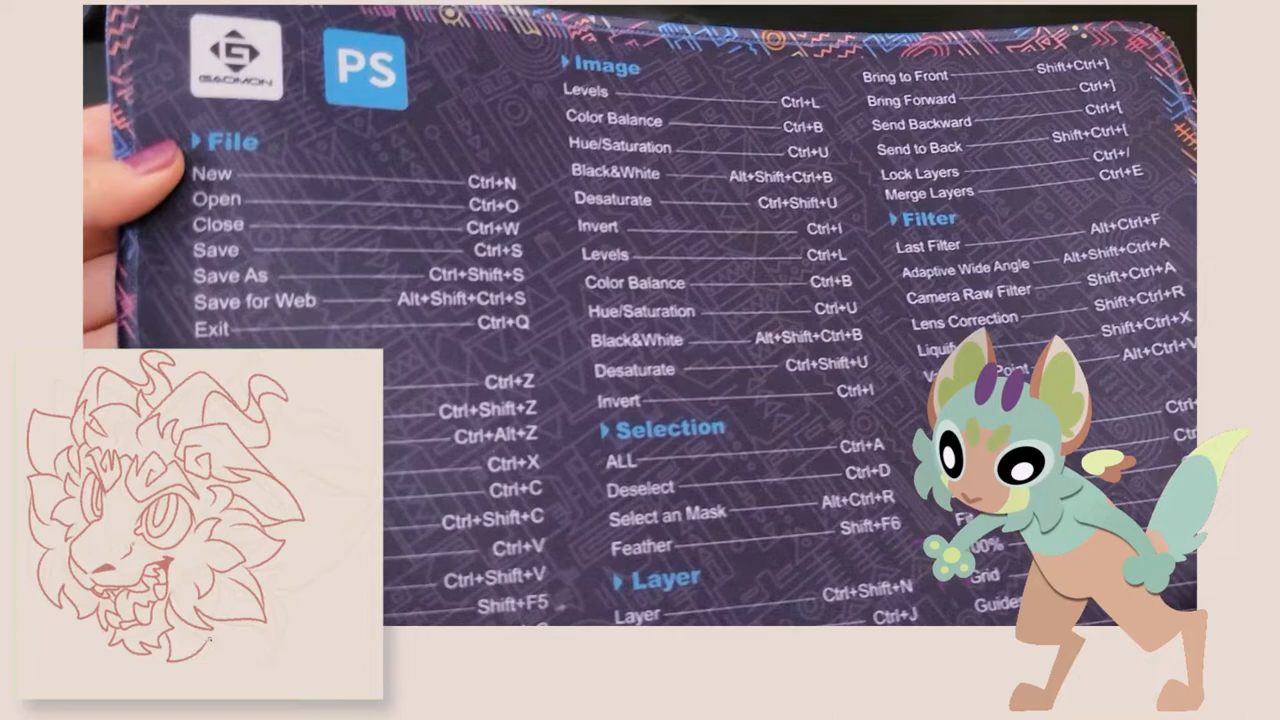 GAOMON
PS
File
New Ctrl+N
Open Ctrl+O
Close Ctrl+W
Save Ctrl+S
Save As Ctrl+Shift+S
Save for Web Alt+Shift+Ctrl+S
Exit Ctrl+Q
Ctrl+Z
Ctrl+Shift+Z
Ctrl+Alt+Z
Ctrl+X
Ctrl+C
Ctrl+Shift+C
Ctrl+V
Ctrl+Shift+V
Shift+F5
Image
Levels Ctrl+L
Color Balance Ctrl+B
Hue/Saturation Ctrl+U
Black&White Alt+Shift+Ctrl+B
Desaturate Ctrl+Shift+U
Invert Ctrl+I
Levels Ctrl+L
Color Balance Ctrl+B
Hue/Saturation Ctrl+U
Black&White Alt+Shift+Ctrl+B
Desaturate Ctrl+Shift+U
Invert Ctrl+I
Selection
ALL Ctrl+A
Deselect Ctrl+D
Select an Mask Alt+Ctrl+R
Feather Shift+F6
Layer
Layer Ctrl+Shift+N
Ctrl+J
Bring to Front Shift+Ctrl+]
Bring Forward Ctrl+]
Send Backward Ctrl+[
Send to Back Shift+Ctrl+[
Lock Layers Ctrl+/
Merge Layers Ctrl+E
Filter
Last Filter Alt+Ctrl+F
Adaptive Wide Angle Alt+Shift+Ctrl+A
Camera Raw Filter Shift+Ctrl+A
Lens Correction Shift+Ctrl+R
Shift+Ctrl+X
Point Alt+Ctrl+V
Ctrl+
100%
Grid
Guides